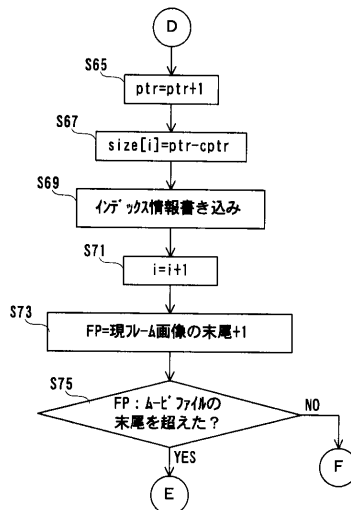 D
S65
ptr=ptr+1
S67
size[i]=ptr-cptr
S69
インデックス情報書き込み
S71
i=i+1
S73
FP=現フレーム画像の末尾+1
S75
FP:ムービファイルの
末尾を超えた?
NO
YES
F
E